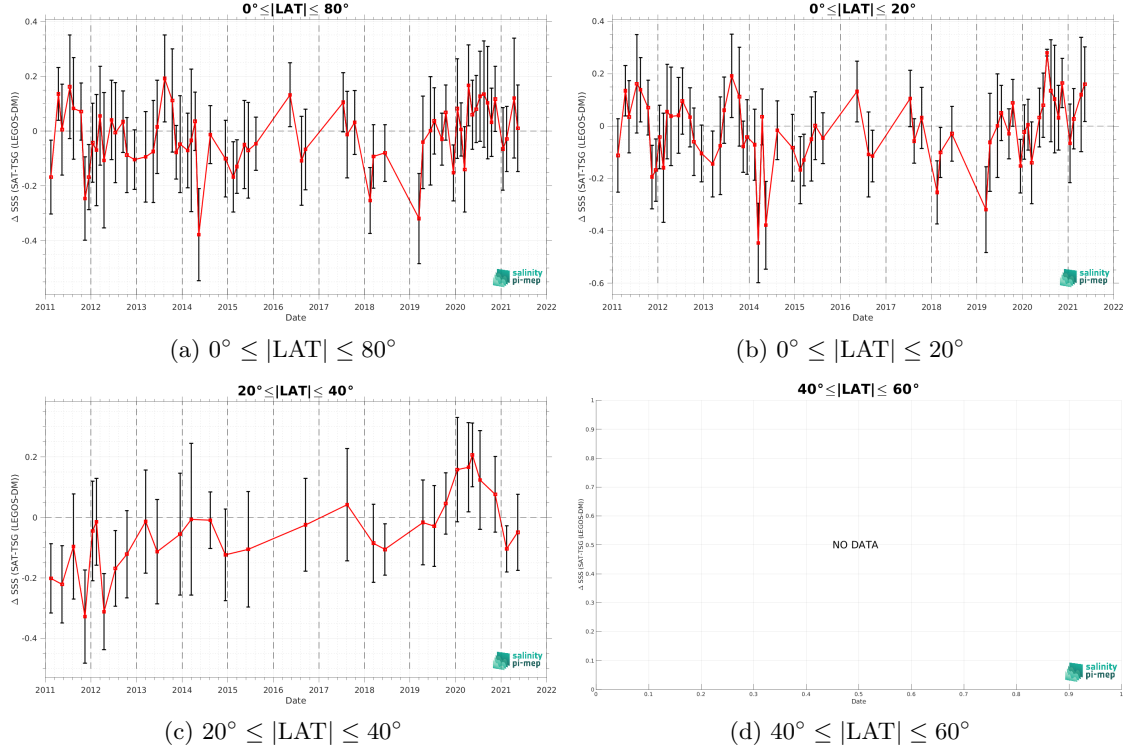 0°≤|LAT|≤ 80°
0.4
0.2
0
-0.2
-0.4
Δ SSS (SAT-TSG (LEGOS-DM))
2011 2012 2013 2014 2015 2016 2017 2018 2019 2020 2021 2022
Date
salinity
pi-mep
(a) 0° ≤ |LAT| ≤ 80°
0°≤|LAT|≤ 20°
0.4
0.2
0
-0.2
-0.4
-0.6
Δ SSS (SAT-TSG (LEGOS-DM))
2011 2012 2013 2014 2015 2016 2017 2018 2019 2020 2021 2022
Date
salinity
pi-mep
(b) 0° ≤ |LAT| ≤ 20°
20°≤|LAT|≤ 40°
0.2
0
-0.2
-0.4
Δ SSS (SAT-TSG (LEGOS-DM))
2011 2012 2013 2014 2015 2016 2017 2018 2019 2020 2021 2022
Date
salinity
pi-mep
(c) 20° ≤ |LAT| ≤ 40°
40°≤|LAT|≤ 60°
1
0.9
0.8
0.7
0.6
0.5
0.4
0.3
0.2
0.1
0
Δ SSS (SAT-TSG (LEGOS-DM))
NO DATA
0 0.1 0.2 0.3 0.4 0.5 0.6 0.7 0.8 0.9 1
Date
salinity
pi-mep
(d) 40° ≤ |LAT| ≤ 60°